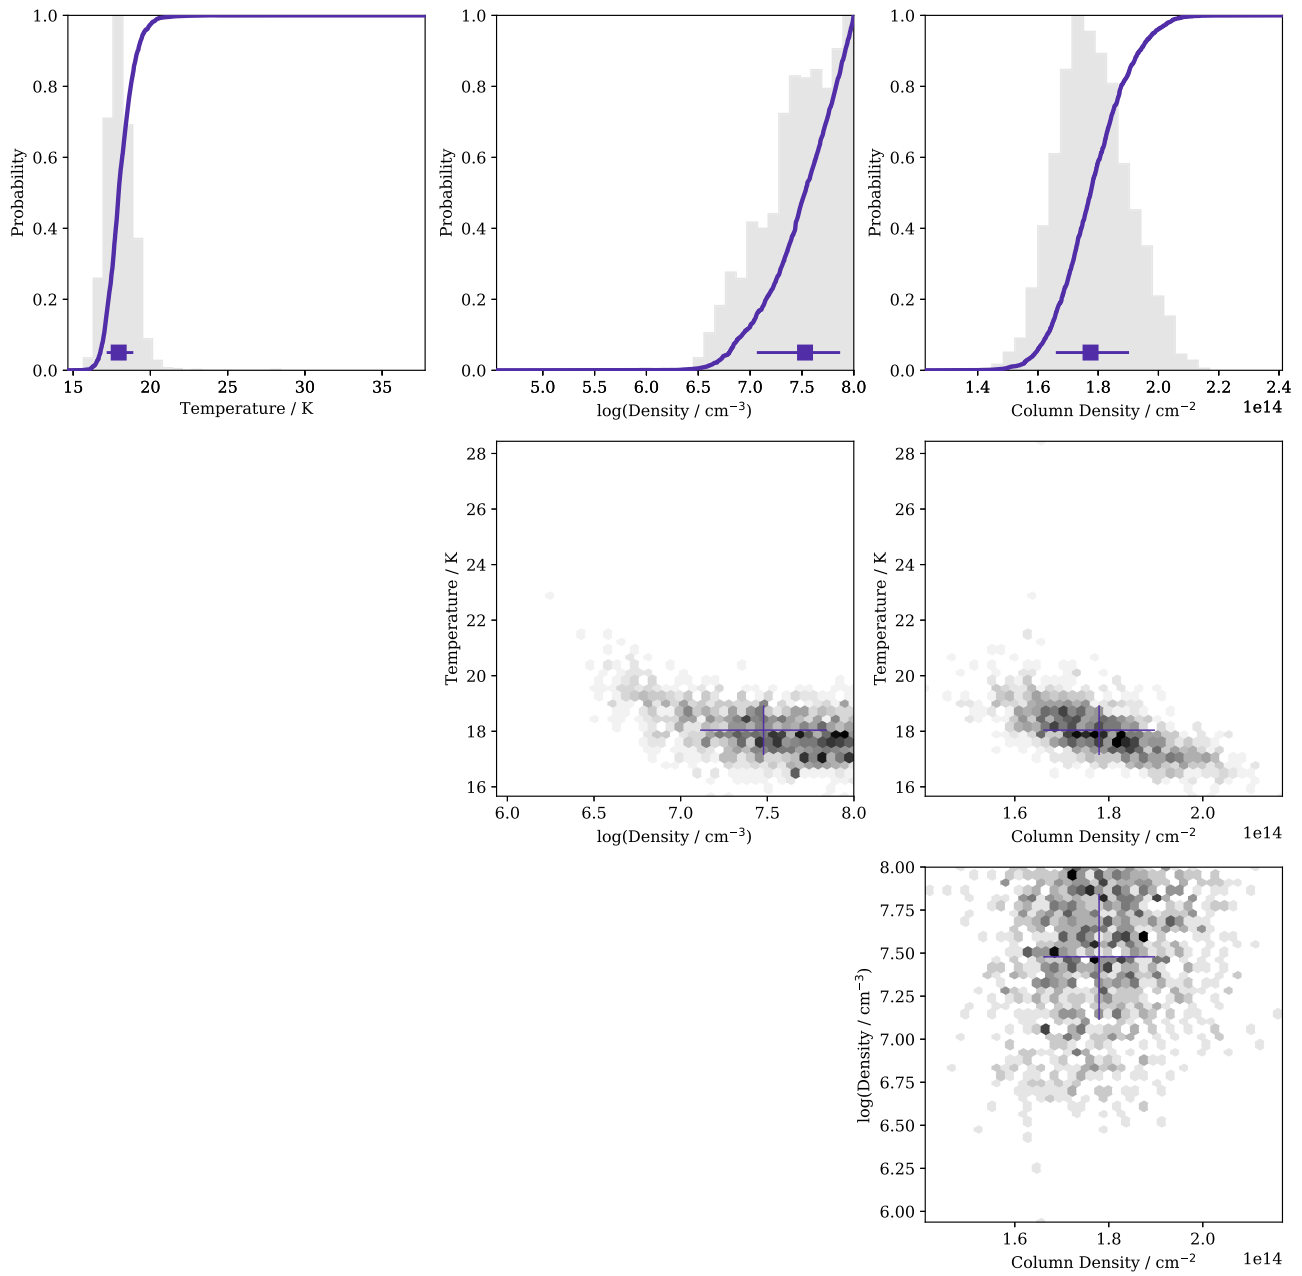 1.0
0.8
0.6
0.4
0.2
0.0
Probability
15 20 25 30 35
Temperature / K
1.0
0.8
0.6
0.4
0.2
0.0
Probability
5.0 5.5 6.0 6.5 7.0 7.5 8.0
log(Density / cm⁻³)
1.0
0.8
0.6
0.4
0.2
0.0
Probability
1.4 1.6 1.8 2.0 2.2 2.4
1e14
Column Density / cm⁻²
28
26
24
22
20
18
16
Temperature / K
6.0 6.5 7.0 7.5 8.0
log(Density / cm⁻³)
28
26
24
22
20
18
16
Temperature / K
1.6 1.8 2.0
1e14
Column Density / cm⁻²
8.00
7.75
7.50
7.25
7.00
6.75
6.50
6.25
6.00
log(Density / cm⁻³)
1.6 1.8 2.0
1e14
Column Density / cm⁻²